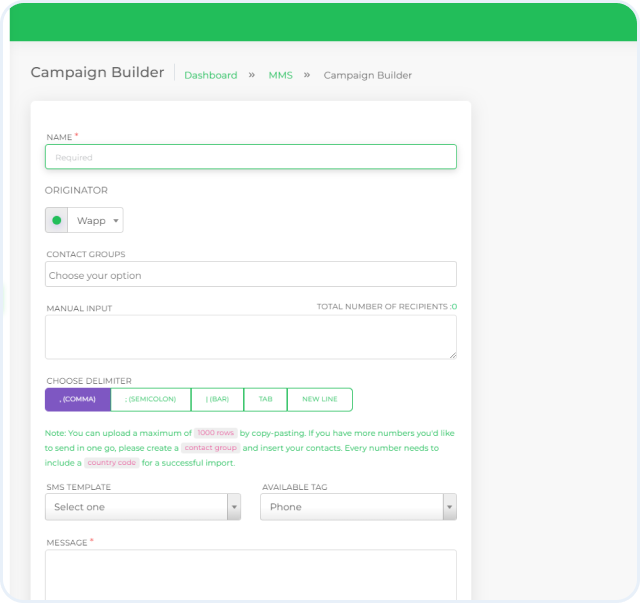 Campaign Builder Dashboard » MMS » Campaign Builder
NAME *
Required
ORIGINATOR
Wapp
CONTACT GROUPS
Choose your option
MANUAL INPUT TOTAL NUMBER OF RECIPIENTS :0
CHOOSE DELIMITER
, (COMMA) ; (SEMICOLON) | (BAR) TAB NEW LINE
Note: You can upload a maximum of 1000 rows by copy-pasting. If you have more numbers you'd like
to send in one go, please create a contact group and insert your contacts. Every number needs to
include a country code for a successful import.
SMS TEMPLATE AVAILABLE TAG
Select one Phone
MESSAGE *